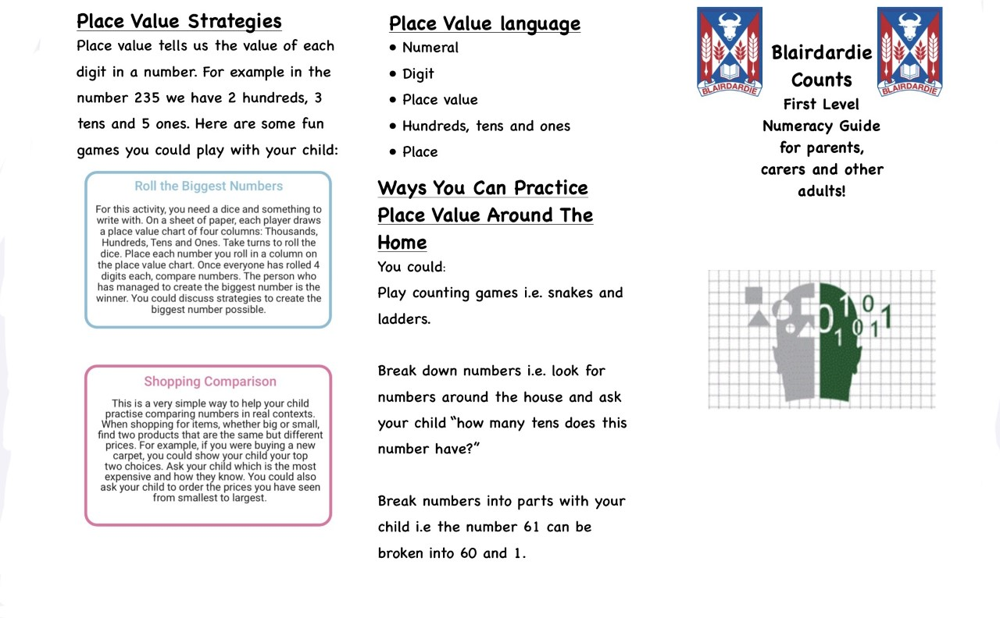 Place Value Strategies
Place value tells us the value of each
digit in a number. For example in the
number 235 we have 2 hundreds, 3
tens and 5 ones. Here are some fun
games you could play with your child:
Roll the Biggest Numbers
For this activity, you need a dice and something to
write with. On a sheet of paper, each player draws
a place value chart of four columns: Thousands,
Hundreds, Tens and Ones. Take turns to roll the
dice. Place each number you roll in a column on
the place value chart. Once everyone has rolled 4
digits each, compare numbers. The person who
has managed to create the biggest number is the
winner. You could discuss strategies to create the
biggest number possible.
Shopping Comparison
This is a very simple way to help your child
practise comparing numbers in real contexts.
When shopping for items, whether big or small,
find two products that are the same but different
prices. For example, if you were buying a new
carpet, you could show your child your top
two choices. Ask your child which is the most
expensive and how they know. You could also
ask your child to order the prices you have seen
from smallest to largest.
Place Value language
• Numeral
• Digit
• Place value
• Hundreds, tens and ones
• Place
Ways You Can Practice
Place Value Around The
Home
You could:
Play counting games i.e. snakes and
ladders.
Break down numbers i.e. look for
numbers around the house and ask
your child "how many tens does this
number have?"
Break numbers into parts with your
child i.e the number 61 can be
broken into 60 and 1.
BLAIRDARDIE
Blairdardie
Counts
First Level
Numeracy Guide
for parents,
carers and other
adults!
BLAIRDARDIE
0 1 0 1
1 0 1